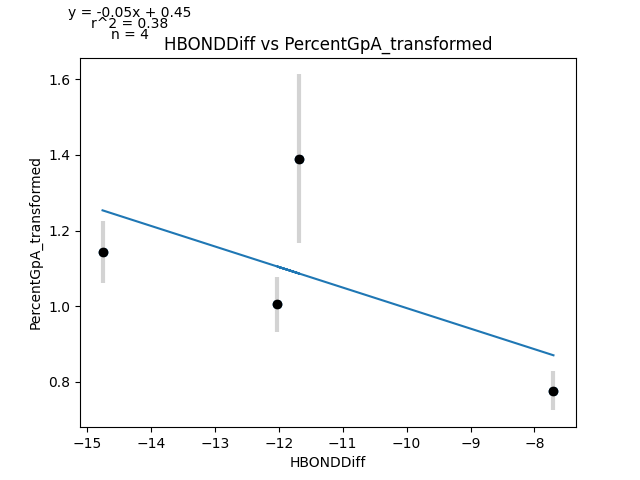 y = -0.05x + 0.45
r^2 = 0.38
n = 4
HBONDDiff vs PercentGpA_transformed
1.6
1.4
1.2
1.0
0.8
PercentGpA_transformed
−15
−14
−13
−12
−11
−10
−9
−8
HBONDDiff